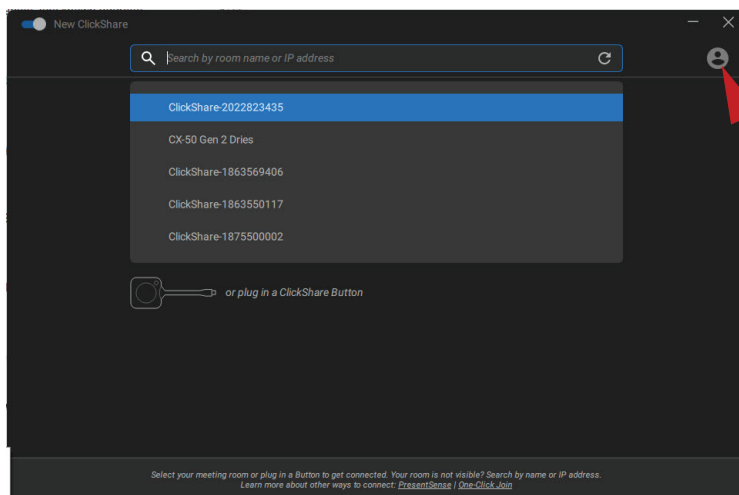 New ClickShare
Search by room name or IP address
ClickShare-2022823435
CX-50 Gen 2 Dries
ClickShare-1863569406
ClickShare-1863550117
ClickShare-1875500002
or plug in a ClickShare Button
Select your meeting room or plug in a Button to get connected. Your room is not visible? Search by name or IP address.
Learn more about other ways to connect: PresentSense | One-Click Join